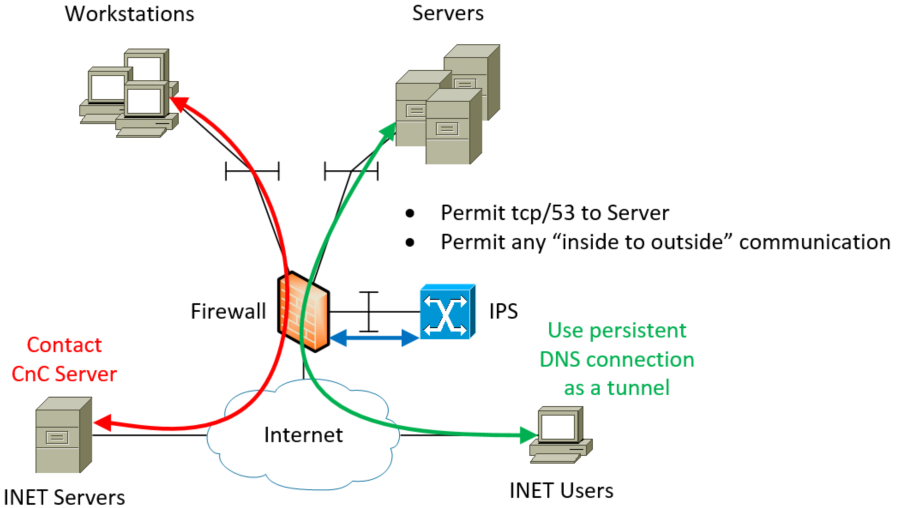 Workstations
Servers
• Permit tcp/53 to Server
• Permit any “inside to outside” communication
Firewall
IPS
Contact
CnC Server
Use persistent
DNS connection
as a tunnel
Internet
INET Servers
INET Users